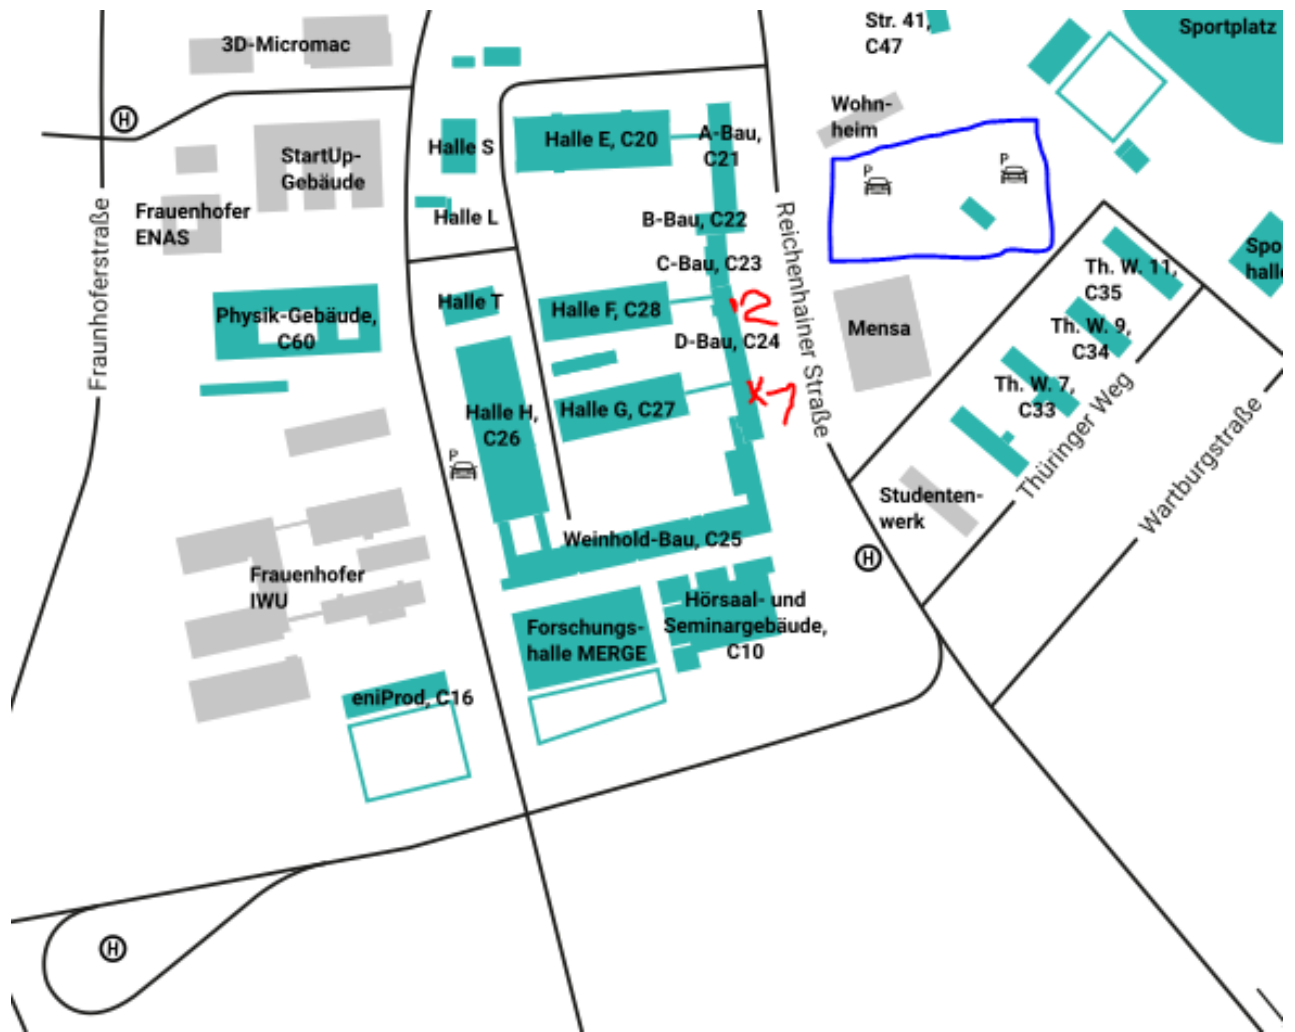 3D-Micromac
Str. 41,
C47
Sportplatz
H
Wohn-
heim
StartUp-
Gebäude
Halle S
Halle E, C20
A-Bau,
C21
P
P
Frauenhofer
ENAS
Halle L
B-Bau, C22
Reichenhainer Straße
Fraunhoferstraße
C-Bau, C23
Th. W. 11,
C35
Spo
halle
Physik-Gebäude,
C60
Halle T
Halle F, C28
2
D-Bau, C24
Mensa
Th. W. 9,
C34
Th. W. 7,
C33
Halle H,
C26
Halle G, C27
x1
P
Thüringer Weg
Wartburgstraße
Studenten-
werk
Weinhold-Bau, C25
H
Frauenhofer
IWU
Forschungs-
halle MERGE
Hörsaal- und
Seminargebäude,
C10
eniProd, C16
H